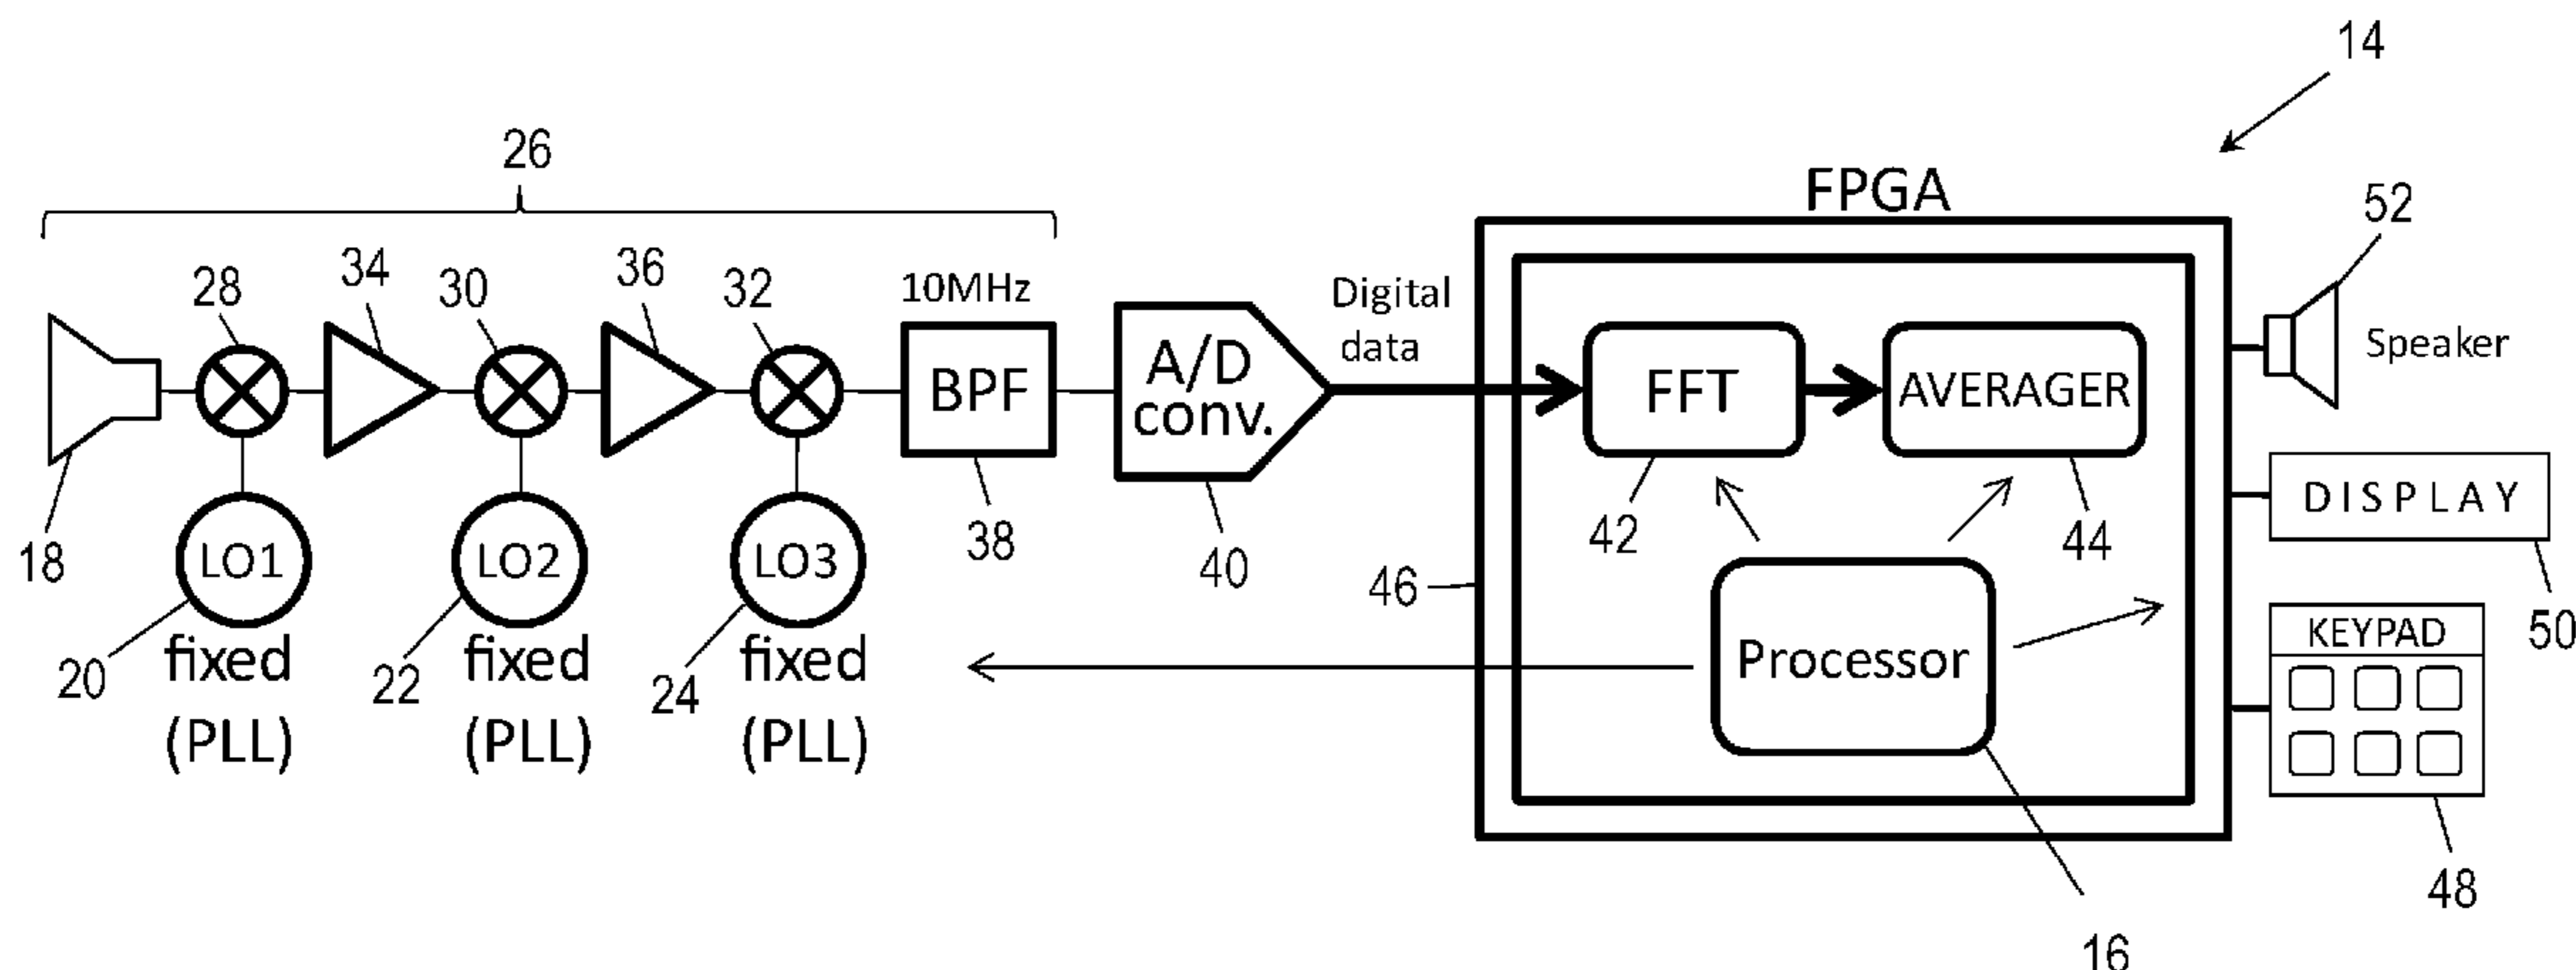 14
26
FPGA
52
28
34
30
36
32
10MHz
Digital
data
Speaker
BPF
A/D
conv.
FFT
AVERAGER
DISPLAY
18
LO1
LO2
LO3
38
40
42
44
46
50
20
fixed
(PLL)
22
fixed
(PLL)
24
fixed
(PLL)
Processor
KEYPAD
48
16